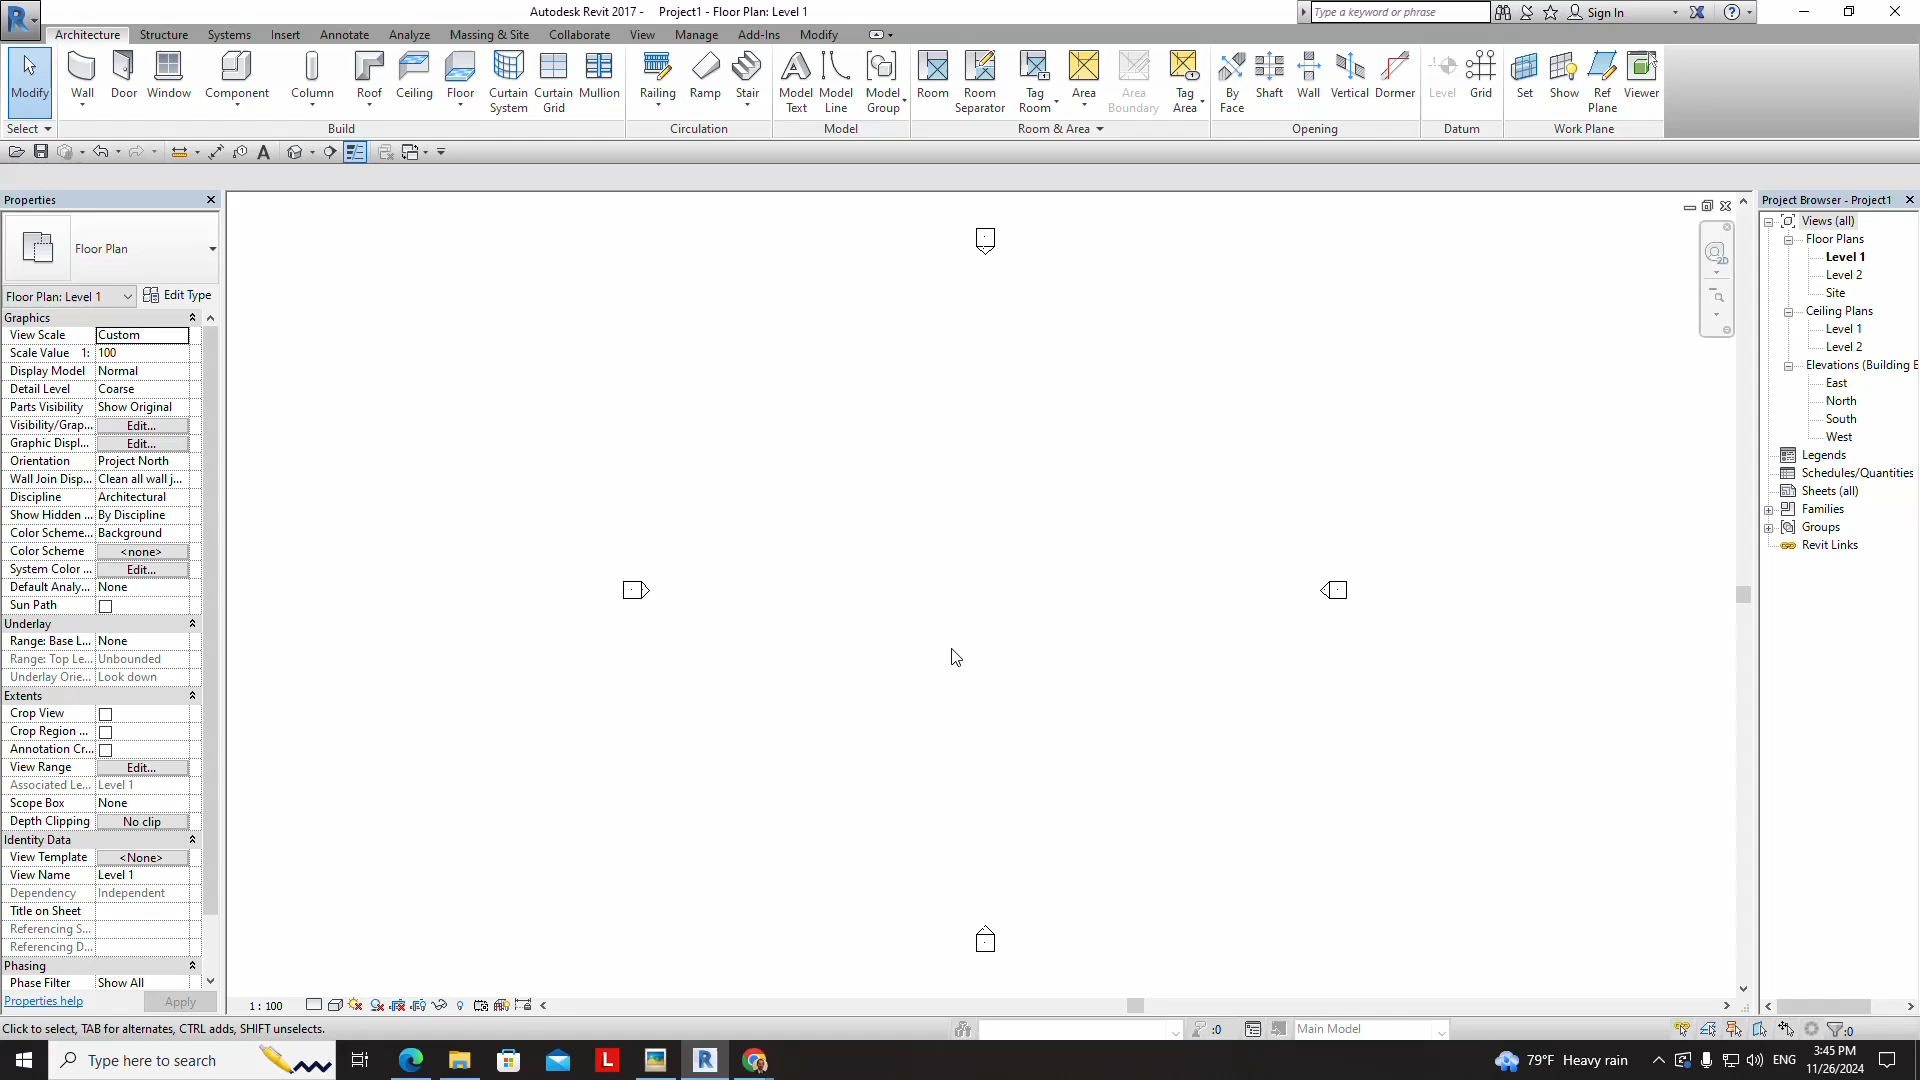 Autodesk Revit 2017 - Project1 - Floor Plan: Level 1
Type a keyword or phrase
Sign In
Architecture Structure Systems Insert Annotate Analyze Massing & Site Collaborate View Manage Add-Ins Modify
Modify Wall Door Window Component Column Roof Ceiling Floor Curtain System Curtain Grid Mullion Railing Ramp Stair Model Text Model Line Model Group Room Room Separator Tag Room Area Area Boundary Tag Area By Face Shaft Wall Vertical Dormer Level Grid Set Show Ref Plane Viewer
Select Build Circulation Model Room & Area Opening Datum Work Plane
Properties
Floor Plan
Floor Plan: Level 1 Edit Type
Graphics
View Scale Custom
Scale Value 1: 100
Display Model Normal
Detail Level Coarse
Parts Visibility Show Original
Visibility/Grap... Edit...
Graphic Displ... Edit...
Orientation Project North
Wall Join Disp... Clean all wall j...
Discipline Architectural
Show Hidden ... By Discipline
Color Scheme... Background
Color Scheme <none>
System Color ... Edit...
Default Analy... None
Sun Path
Underlay
Range: Base L... None
Range: Top Le... Unbounded
Underlay Orie... Look down
Extents
Crop View
Crop Region ...
Annotation Cr...
View Range Edit...
Associated Le... Level 1
Scope Box None
Depth Clipping No clip
Identity Data
View Template <None>
View Name Level 1
Dependency Independent
Title on Sheet
Referencing S...
Referencing D...
Phasing
Phase Filter Show All
Properties help Apply
2D
Project Browser - Project1
Views (all)
Floor Plans
Level 1
Level 2
Site
Ceiling Plans
Level 1
Level 2
Elevations (Building E
East
North
South
West
Legends
Schedules/Quantities
Sheets (all)
Families
Groups
Revit Links
1 : 100
Click to select, TAB for alternates, CTRL adds, SHIFT unselects.
:0
Main Model
:0
Type here to search
79°F Heavy rain
ENG
3:45 PM
11/26/2024